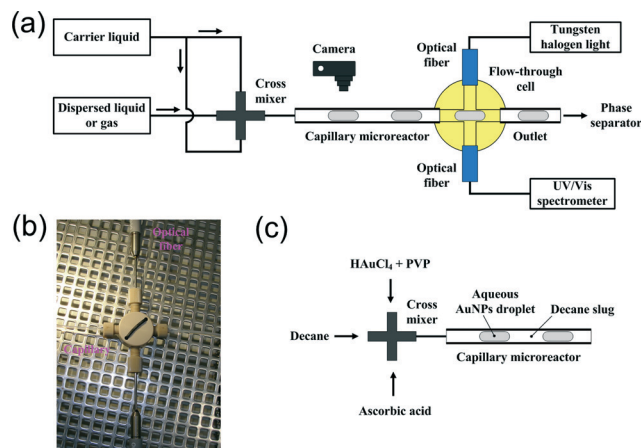 (a)
Carrier liquid
Dispersed liquid
or gas
Cross
mixer
Camera
Capillary microreactor
Optical
fiber
Tungsten
halogen light
Flow-through
cell
Outlet
Phase
separator
Optical
fiber
UV/Vis
spectrometer
(b)
Optical
fiber
Capillary
(c)
HAuCl₄ + PVP
Decane
Cross
mixer
Ascorbic acid
Aqueous
AuNPs droplet
Decane slug
Capillary microreactor